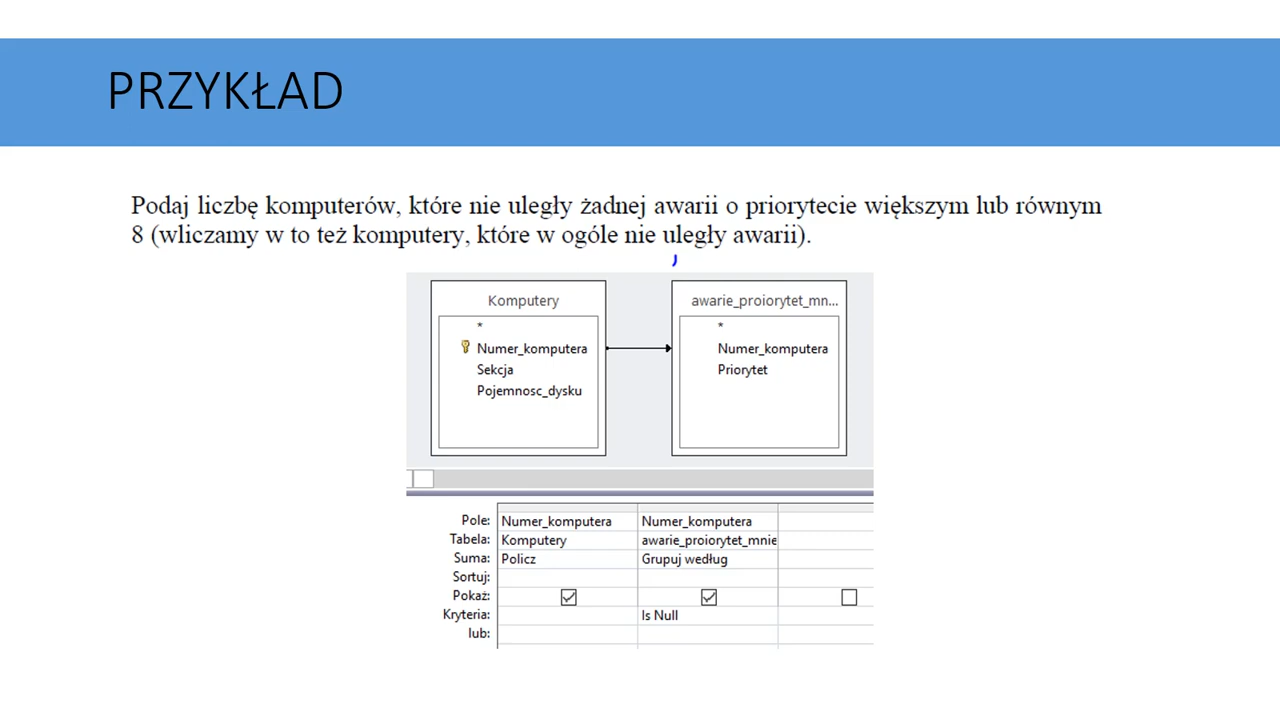 PRZYKŁAD
Podaj liczbę komputerów, które nie uległy żadnej awarii o priorytecie większym lub równym
8 (wliczamy w to też komputery, które w ogóle nie uległy awarii).
Komputery
*
Numer_komputera
Sekcja
Pojemnosc_dysku
awarie_proiorytet_mn...
*
Numer_komputera
Priorytet
Pole: Numer_komputera Numer_komputera
Tabela: Komputery awarie_proiorytet_mnie
Suma: Policz Grupuj według
Sortuj:
Pokaż:
Kryteria: Is Null
lub: